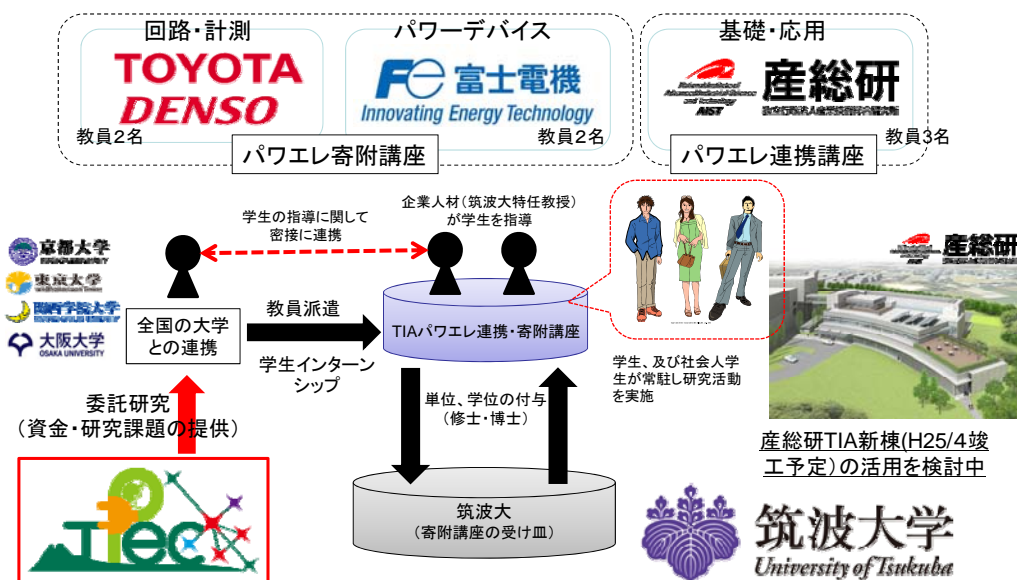 回路・計測
TOYOTA
DENSO
教員2名
パワーデバイス
Fe 富士電機
Innovating Energy Technology
教員2名
パワエレ寄附講座
基礎・応用
産総研
AIST
教員3名
パワエレ連携講座
学生の指導に関して
密接に連携
企業人材(筑波大特任教授)
が学生を指導
京都大学
東京大学
関西学院大学
大阪大学
OSAKA UNIVERSITY
全国の大学
との連携
教員派遣
学生インターン
シップ
TIAパワエレ連携・寄附講座
学生、及び社会人学
生が常駐し研究活動
を実施
産総研
産総研TIA新棟(H25/4竣
工予定)の活用を検討中
委託研究
(資金・研究課題の提供)
単位、学位の付与
(修士・博士)
筑波大
(寄附講座の受け皿)
筑波大学
University of Tsukuba